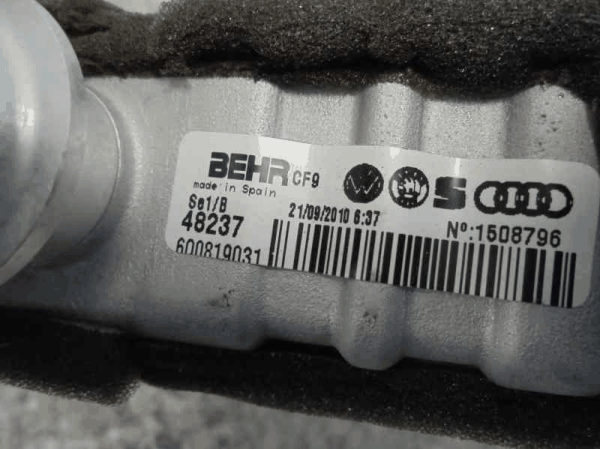 BEHR CF9
made in Spain
Se1/B
48237
21/09/2010 6:37
Nº:1508796
600819031